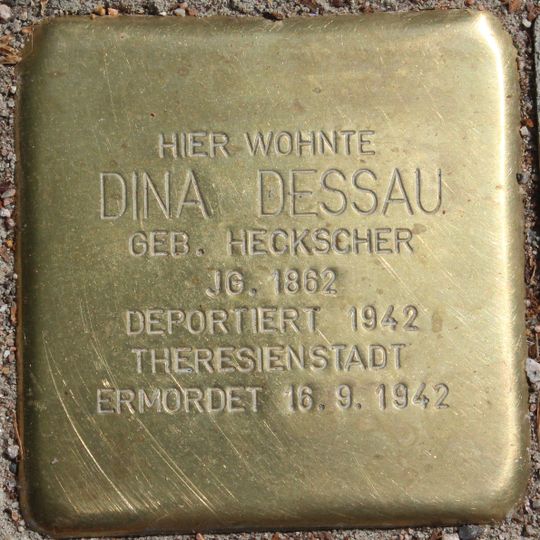 HIER WOHNTE
DINA DESSAU
GEB. HECKSCHER
JG. 1862
DEPORTIERT 1942
THERESIENSTADT
ERMORDET 16.9.1942